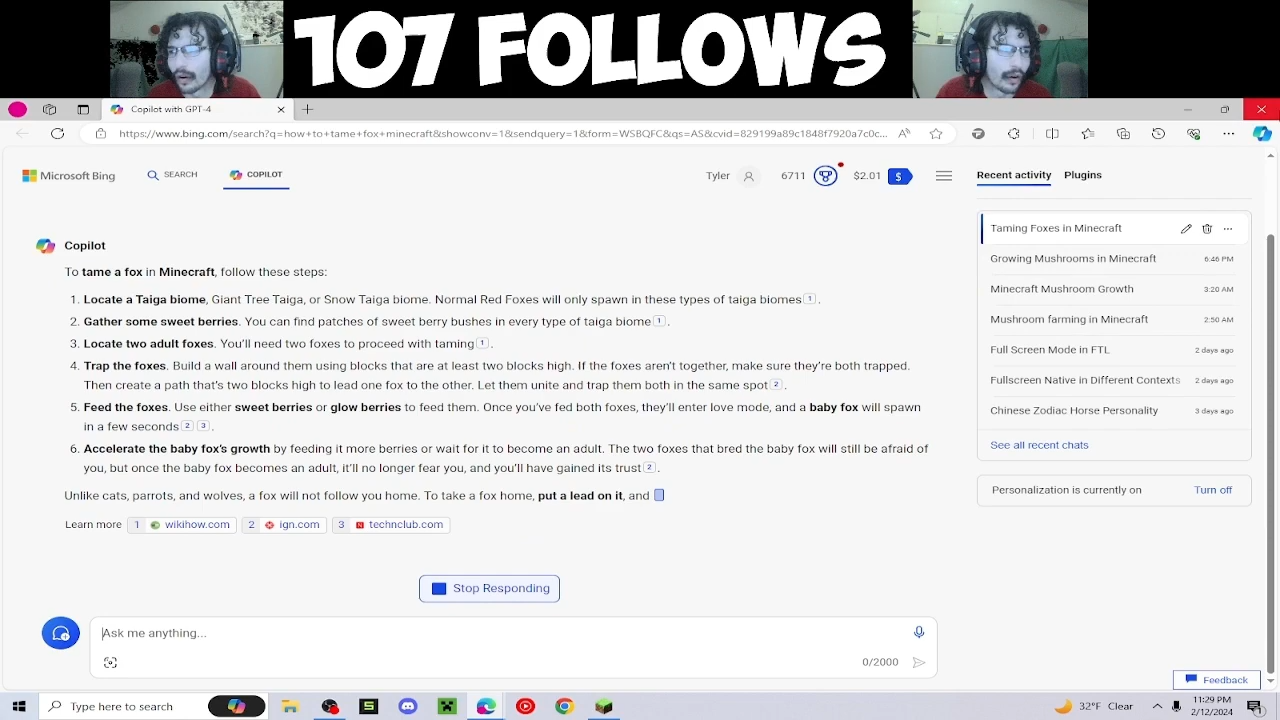 107 FOLLOWS
Copilot with GPT-4
https://www.bing.com/search?q=how+to+tame+fox+minecraft&showconv=1&sendquery=1&form=WSBQFC&qs=AS&cvid=829199a89c1848f7920a7c0c...
Microsoft Bing
SEARCH
COPILOT
Tyler
6711
$2.01
$
Recent activity
Plugins
Copilot
To tame a fox in Minecraft, follow these steps:
1. Locate a Taiga biome, Giant Tree Taiga, or Snow Taiga biome. Normal Red Foxes will only spawn in these types of taiga biomes 1 .
2. Gather some sweet berries. You can find patches of sweet berry bushes in every type of taiga biome 1 .
3. Locate two adult foxes. You'll need two foxes to proceed with taming 1 .
4. Trap the foxes. Build a wall around them using blocks that are at least two blocks high. If the foxes aren't together, make sure they're both trapped.
Then create a path that's two blocks high to lead one fox to the other. Let them unite and trap them both in the same spot 2 .
5. Feed the foxes. Use either sweet berries or glow berries to feed them. Once you've fed both foxes, they'll enter love mode, and a baby fox will spawn
in a few seconds 2 3 .
6. Accelerate the baby fox's growth by feeding it more berries or wait for it to become an adult. The two foxes that bred the baby fox will still be afraid of
you, but once the baby fox becomes an adult, it'll no longer fear you, and you'll have gained its trust 2 .
Unlike cats, parrots, and wolves, a fox will not follow you home. To take a fox home, put a lead on it, and
Learn more 1 wikihow.com 2 ign.com 3 technclub.com
Stop Responding
Ask me anything...
0/2000
Taming Foxes in Minecraft
Growing Mushrooms in Minecraft 6:46 PM
Minecraft Mushroom Growth 3:20 AM
Mushroom farming in Minecraft 2:50 AM
Full Screen Mode in FTL 2 days ago
Fullscreen Native in Different Contexts 2 days ago
Chinese Zodiac Horse Personality 3 days ago
See all recent chats
Personalization is currently on Turn off
Feedback
Type here to search
32°F Clear
11:29 PM
2/12/2024